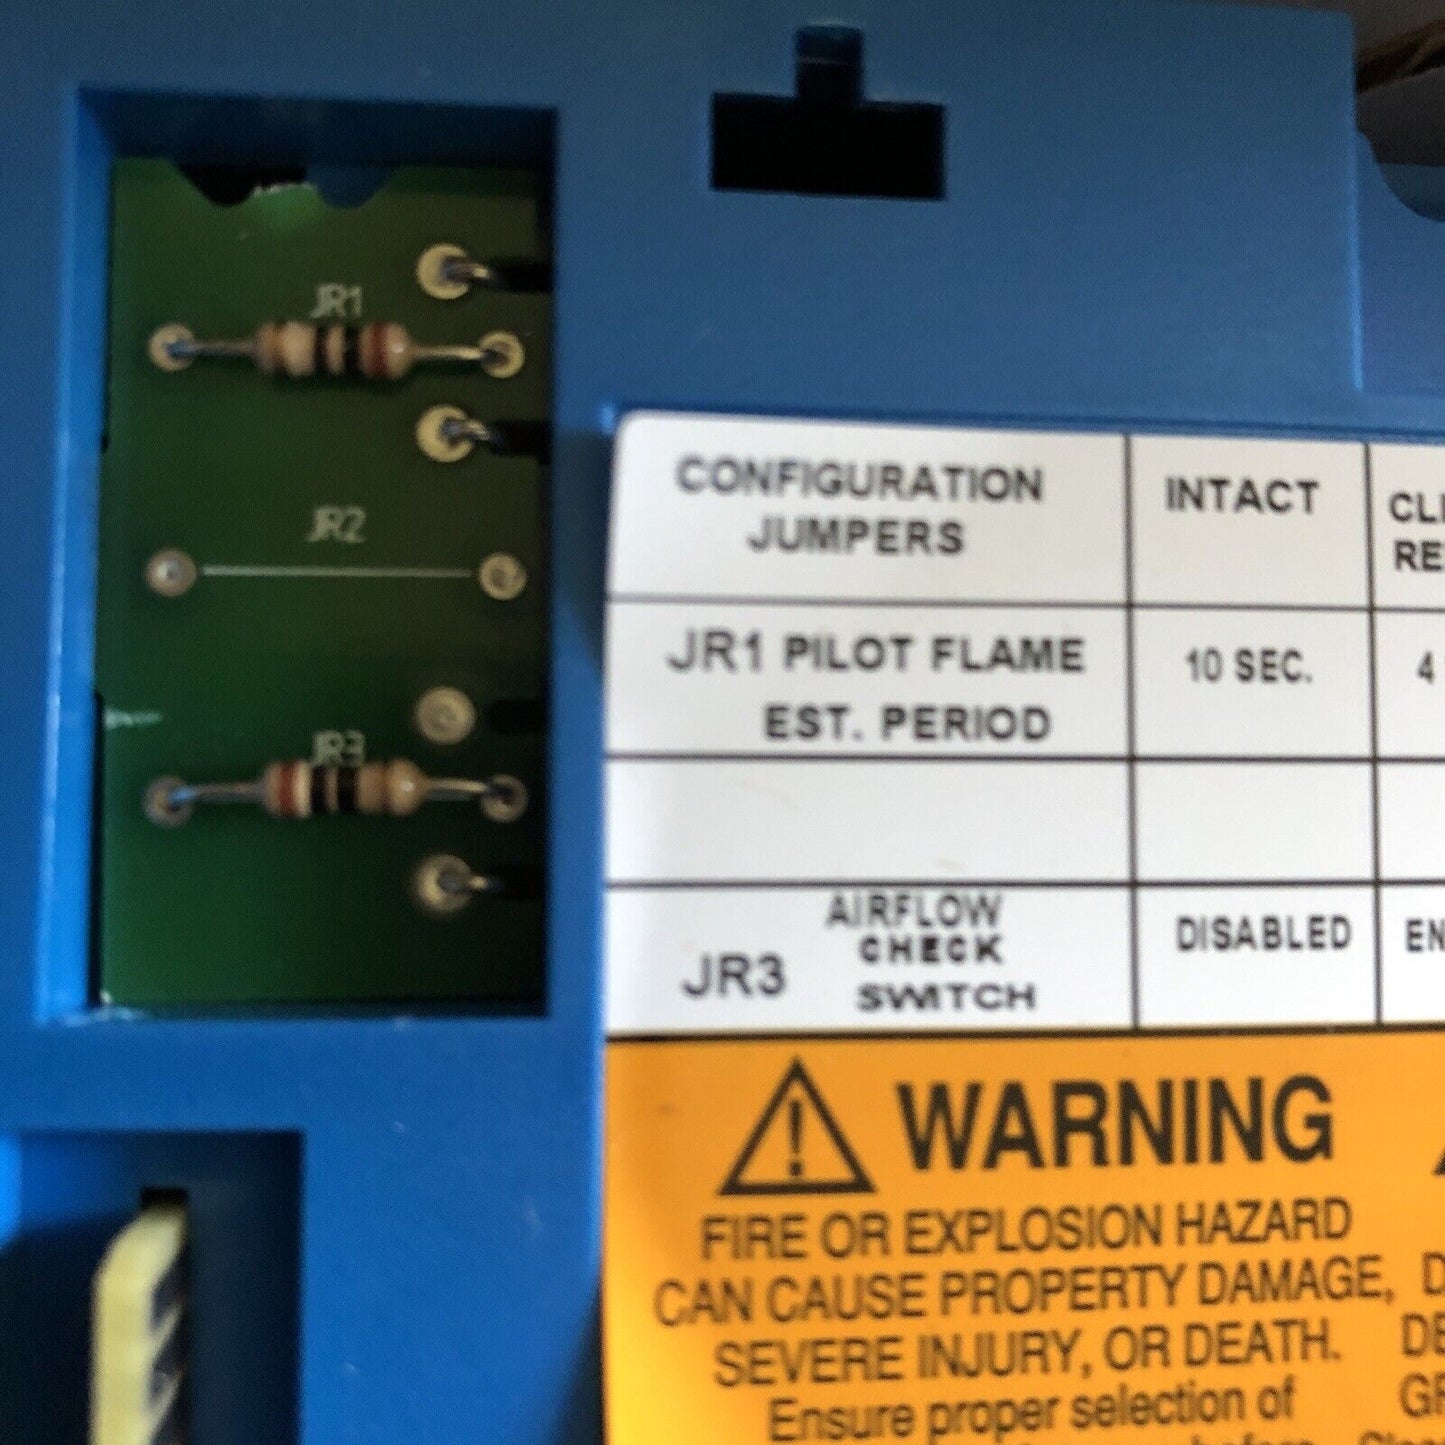 JR1
JR2
JR3
CONFIGURATION JUMPERS
INTACT
JR1 PILOT FLAME EST. PERIOD
10 SEC.
4
JR3 AIRFLOW CHECK SWITCH
DISABLED
WARNING
FIRE OR EXPLOSION HAZARD
CAN CAUSE PROPERTY DAMAGE,
SEVERE INJURY, OR DEATH.
Ensure proper selection of